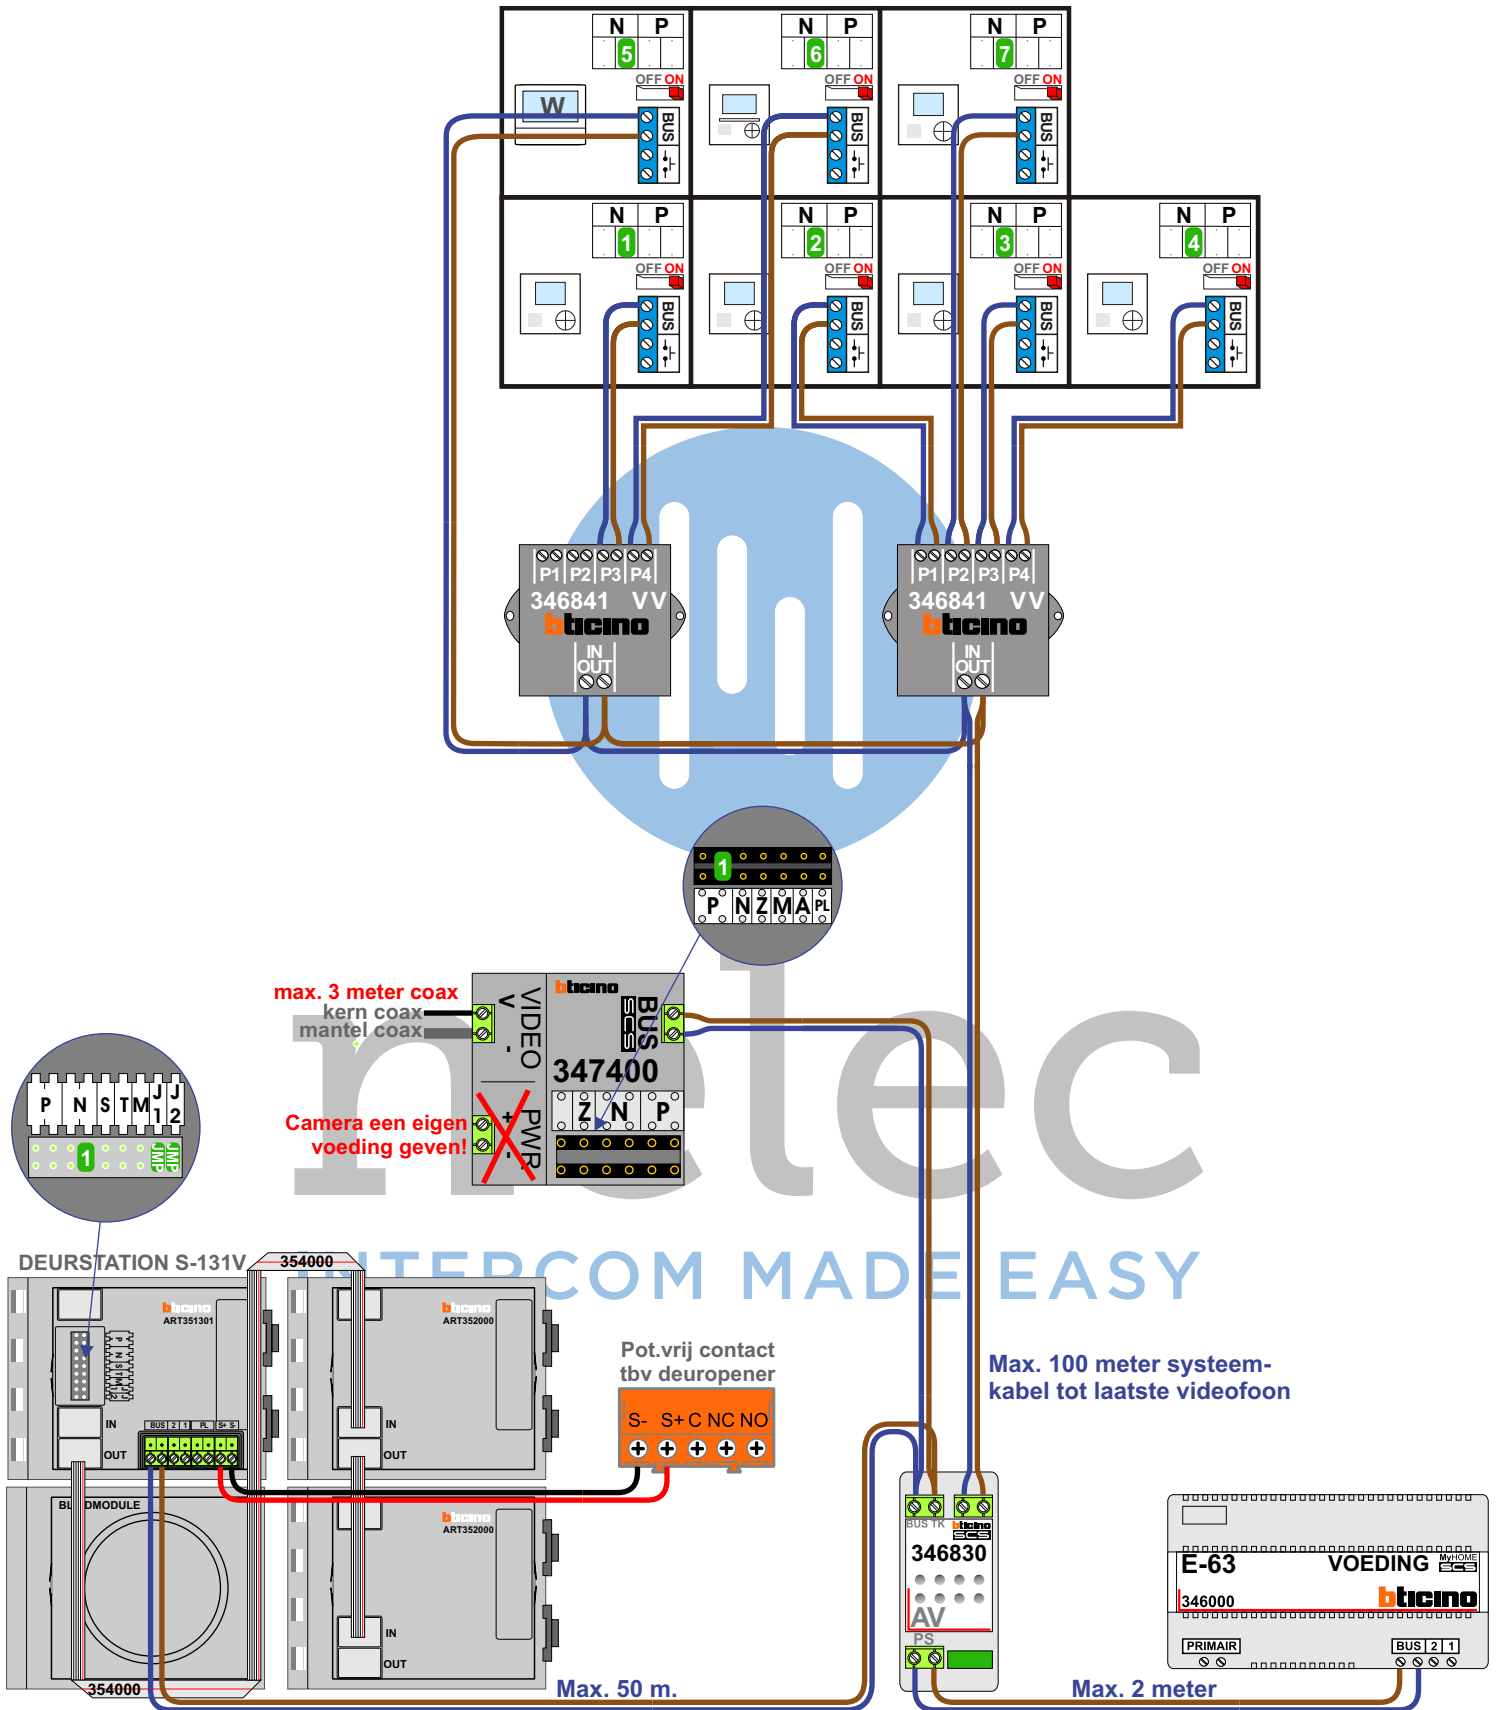 N P
5
OFF ON
BUS
W
N P
6
OFF ON
BUS
N P
7
OFF ON
BUS
N P
1
OFF ON
BUS
N P
2
OFF ON
BUS
N P
3
OFF ON
BUS
N P
4
OFF ON
BUS
P1 P2 P3 P4
346841 VV
bticino
IN
OUT
P1 P2 P3 P4
346841 VV
bticino
IN
OUT
1
P N Z M A PL
max. 3 meter coax
kern coax
mantel coax
V -
VIDEO
bticino
BUS
SCS
347400
Camera een eigen
voeding geven!
+ -
PWR
Z N P
nelec
INTERCOM MADE EASY
P N S T M J1 J2
1 JMP JMP
DEURSTATION S-131V
354000
bticino
ART351301
P N S T M J1 J2
IN
OUT
BUS 2 1 PL S+ S-
bticino
ART352000
IN
OUT
BLINDMODULE
354000
bticino
ART352000
IN
OUT
Pot.vrij contact
tbv deuropener
S- S+ C NC NO
Max. 100 meter systeem-
kabel tot laatste videofoon
BUS TK
bticino
SCS
346830
AV
PS
E-63 VOEDING MyHOME
SCS
346000 bticino
PRIMAIR
BUS 2 1
Max. 50 m.
Max. 2 meter